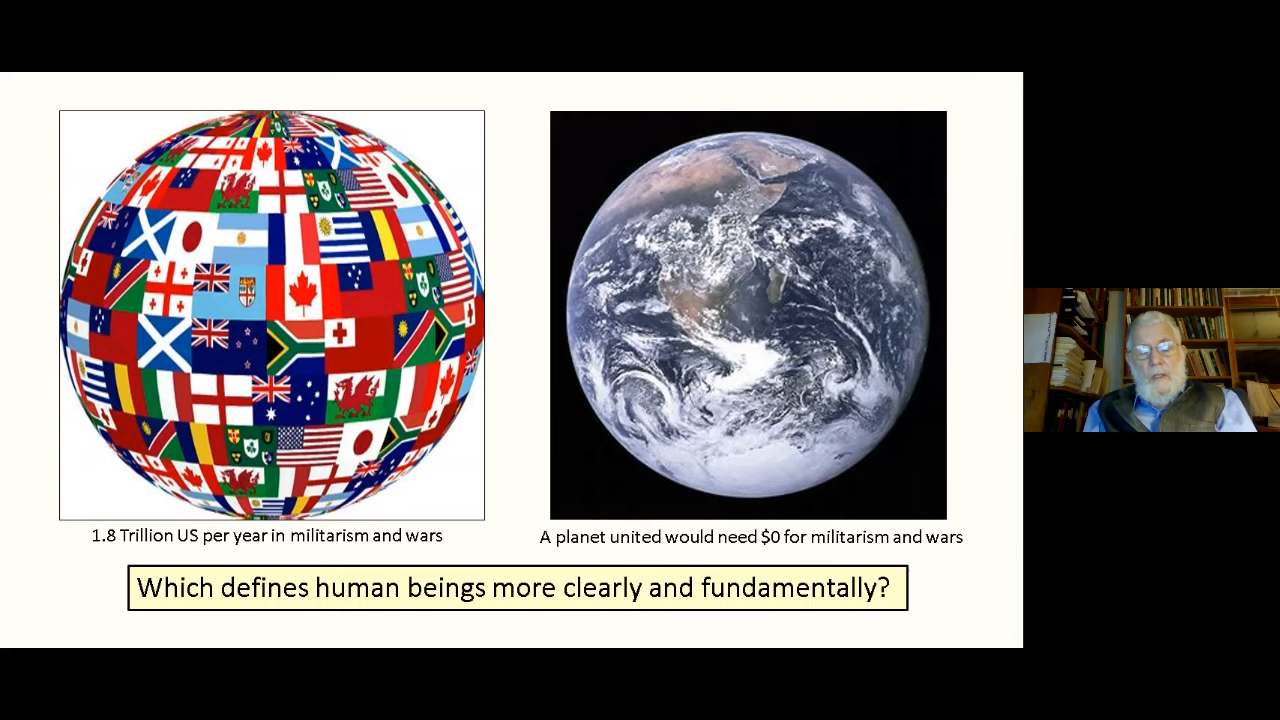 1.8 Trillion US per year in militarism and wars
A planet united would need $0 for militarism and wars
Which defines human beings more clearly and fundamentally?